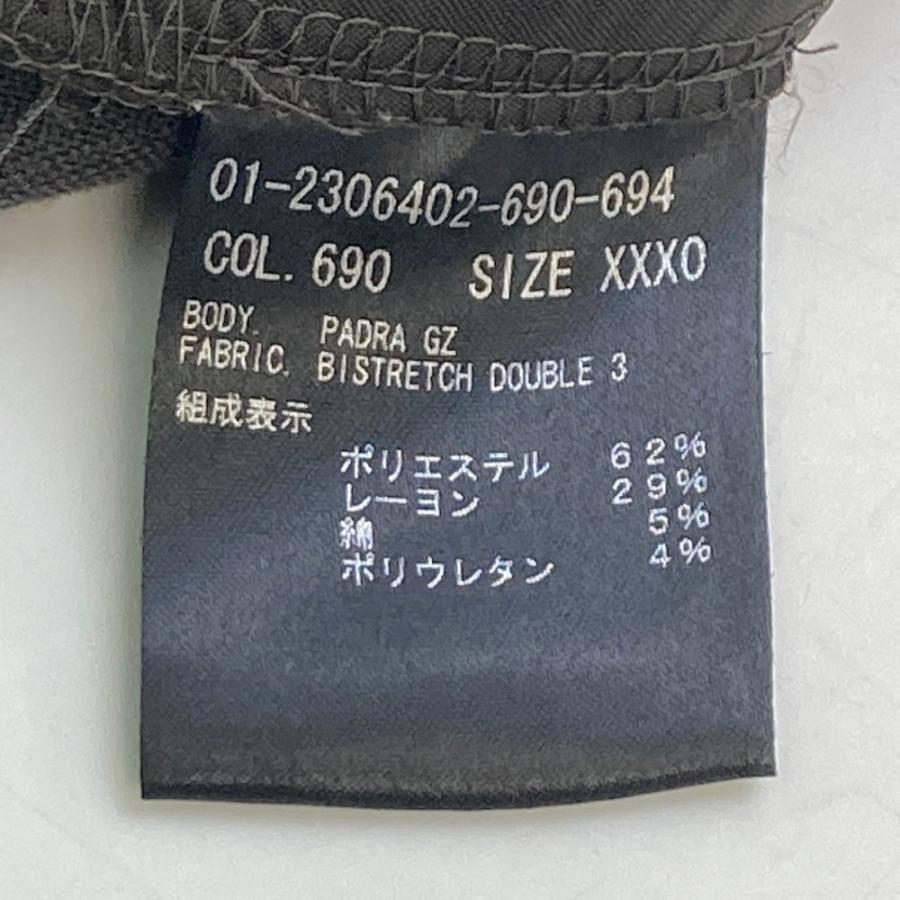 01-2306402-690-694
COL. 690 SIZE XXXO
BODY. PADRA GZ
FABRIC. BISTRETCH DOUBLE 3
組成表示
ポリエステル 62%
レーヨン 29%
綿 5%
ポリウレタン 4%